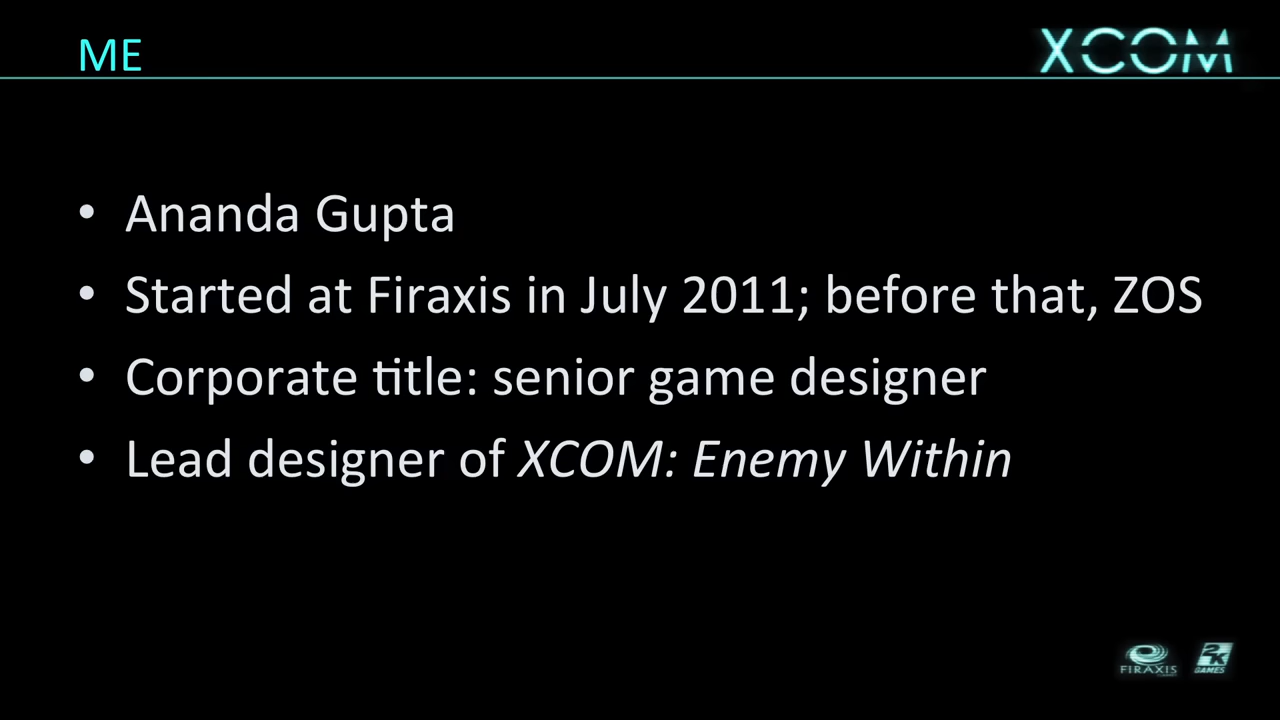 ME
XCOM
• Ananda Gupta
• Started at Firaxis in July 2011; before that, ZOS
• Corporate title: senior game designer
• Lead designer of XCOM: Enemy Within
FIRAXIS
2K
GAMES